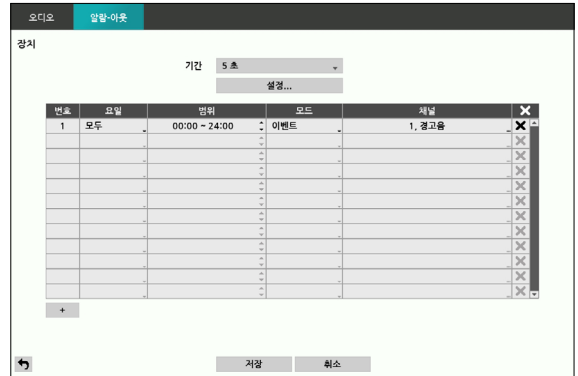 오디오 알람-아웃
장치
기간 5 초
설정...
번호 요일 범위 모드 채널
1 모두 00:00 ~ 24:00 이벤트 1, 경고음
+
저장 취소